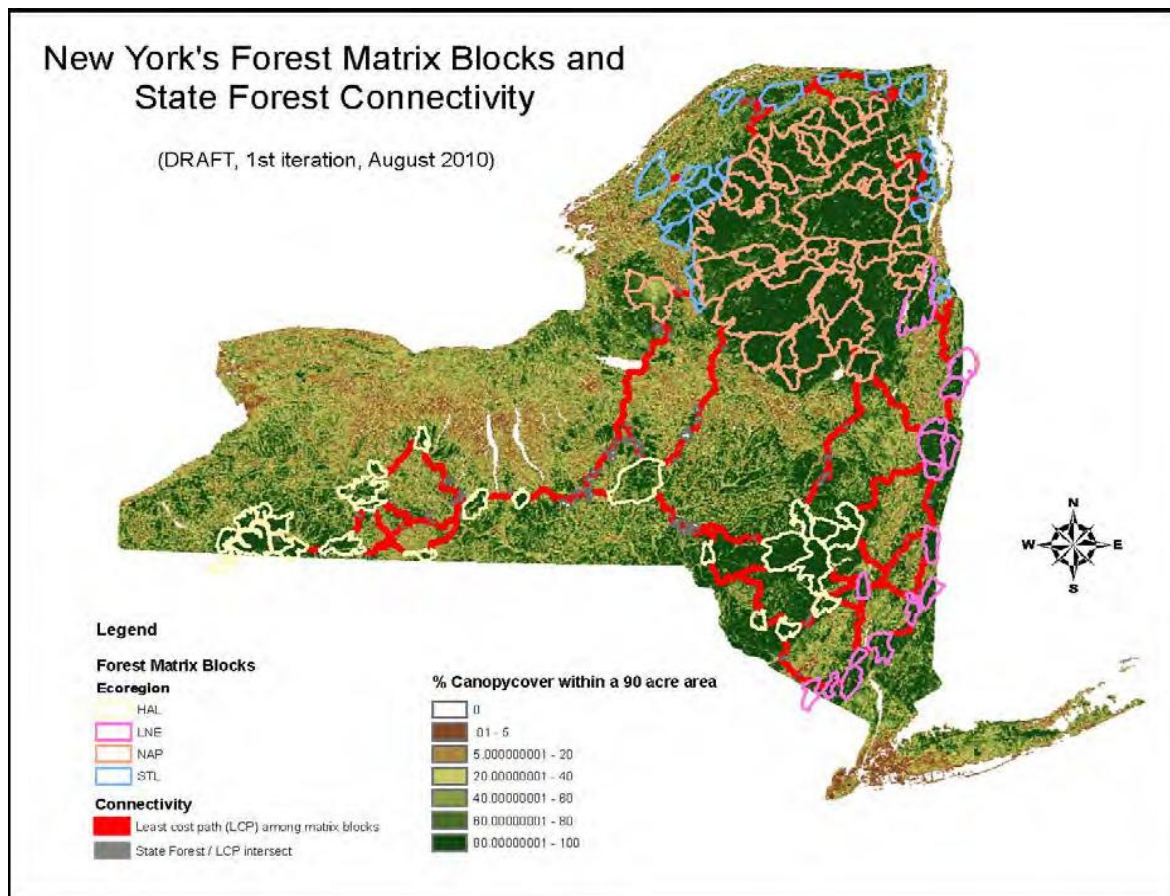 New York's Forest Matrix Blocks and
State Forest Connectivity
(DRAFT, 1st iteration, August 2010)
N
W
E
S
Legend
Forest Matrix Blocks
Ecoregion
HAL
LNE
NAP
STL
Connectivity
Least cost path (LCP) among matrix blocks
State Forest / LCP intersect
% Canopycover within a 90 acre area
0
.01 - 5
5.000000001 - 20
20.00000001 - 40
40.00000001 - 60
60.00000001 - 80
80.00000001 - 100